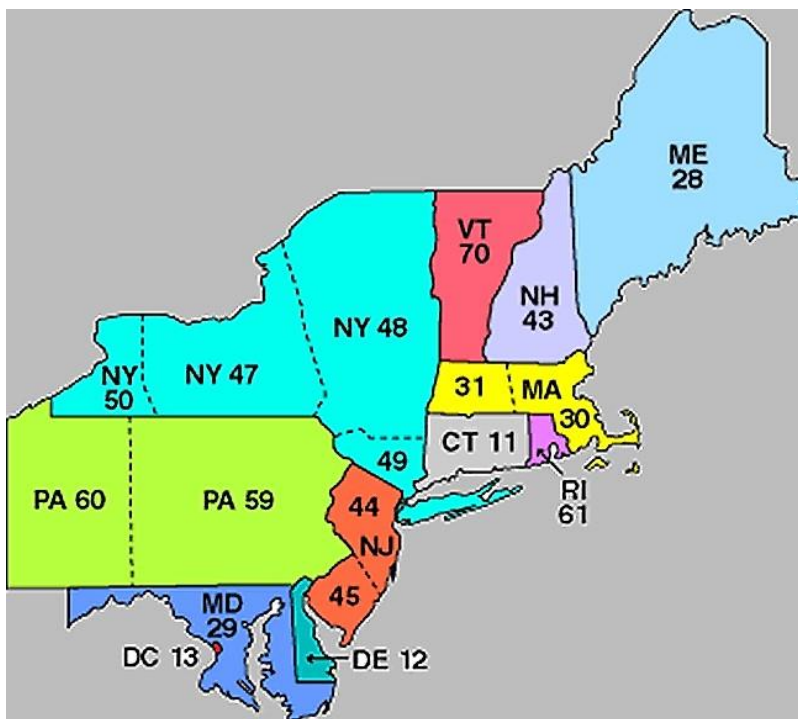 ME
28
VT
70
NH
43
NY 48
NY 47
NY
50
31
MA
30
CT 11
49
RI
61
PA 60
PA 59
44
NJ
45
MD
29
DC 13
DE 12